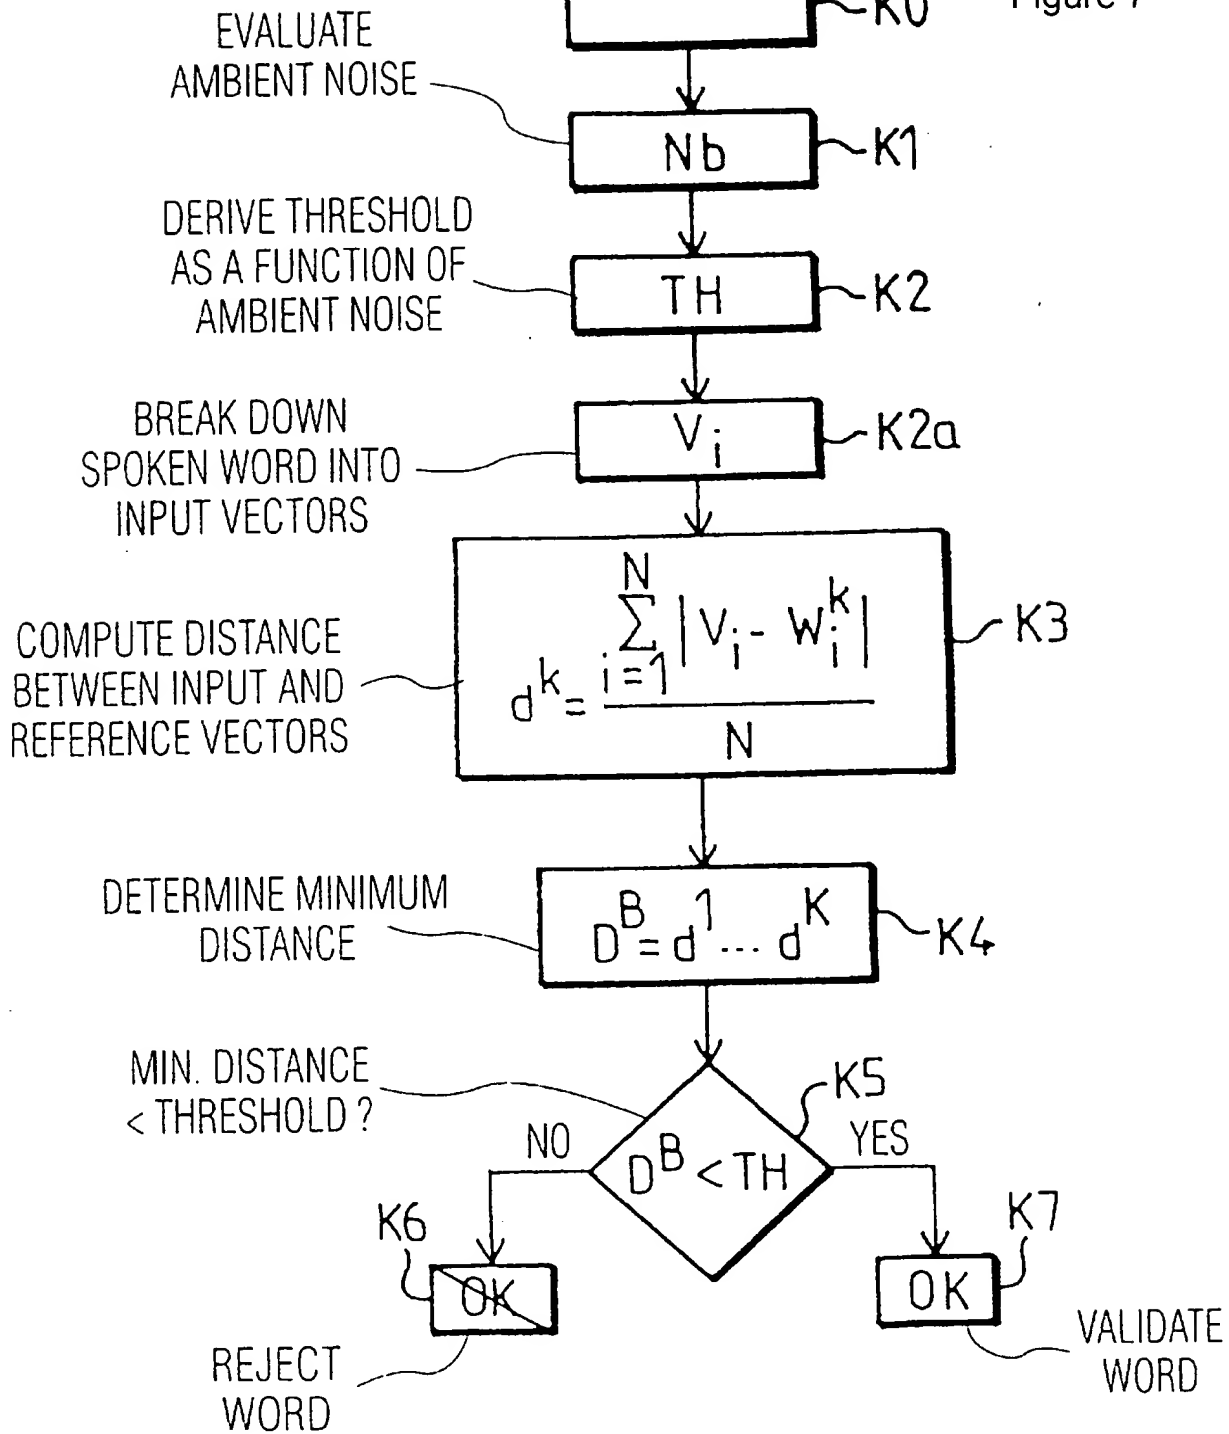 K0
Figure 7
EVALUATE
AMBIENT NOISE
Nb
K1
DERIVE THRESHOLD
AS A FUNCTION OF
AMBIENT NOISE
TH
K2
BREAK DOWN
SPOKEN WORD INTO
INPUT VECTORS
V_i
K2a
COMPUTE DISTANCE
BETWEEN INPUT AND
REFERENCE VECTORS
d^k = ∑_{i=1}^{N} |V_i - W_i^k| / N
K3
DETERMINE MINIMUM
DISTANCE
D^B = d^1 ... d^K
K4
MIN. DISTANCE
< THRESHOLD ?
D^B < TH
K5
NO
YES
K6
OK
REJECT
WORD
K7
OK
VALIDATE
WORD